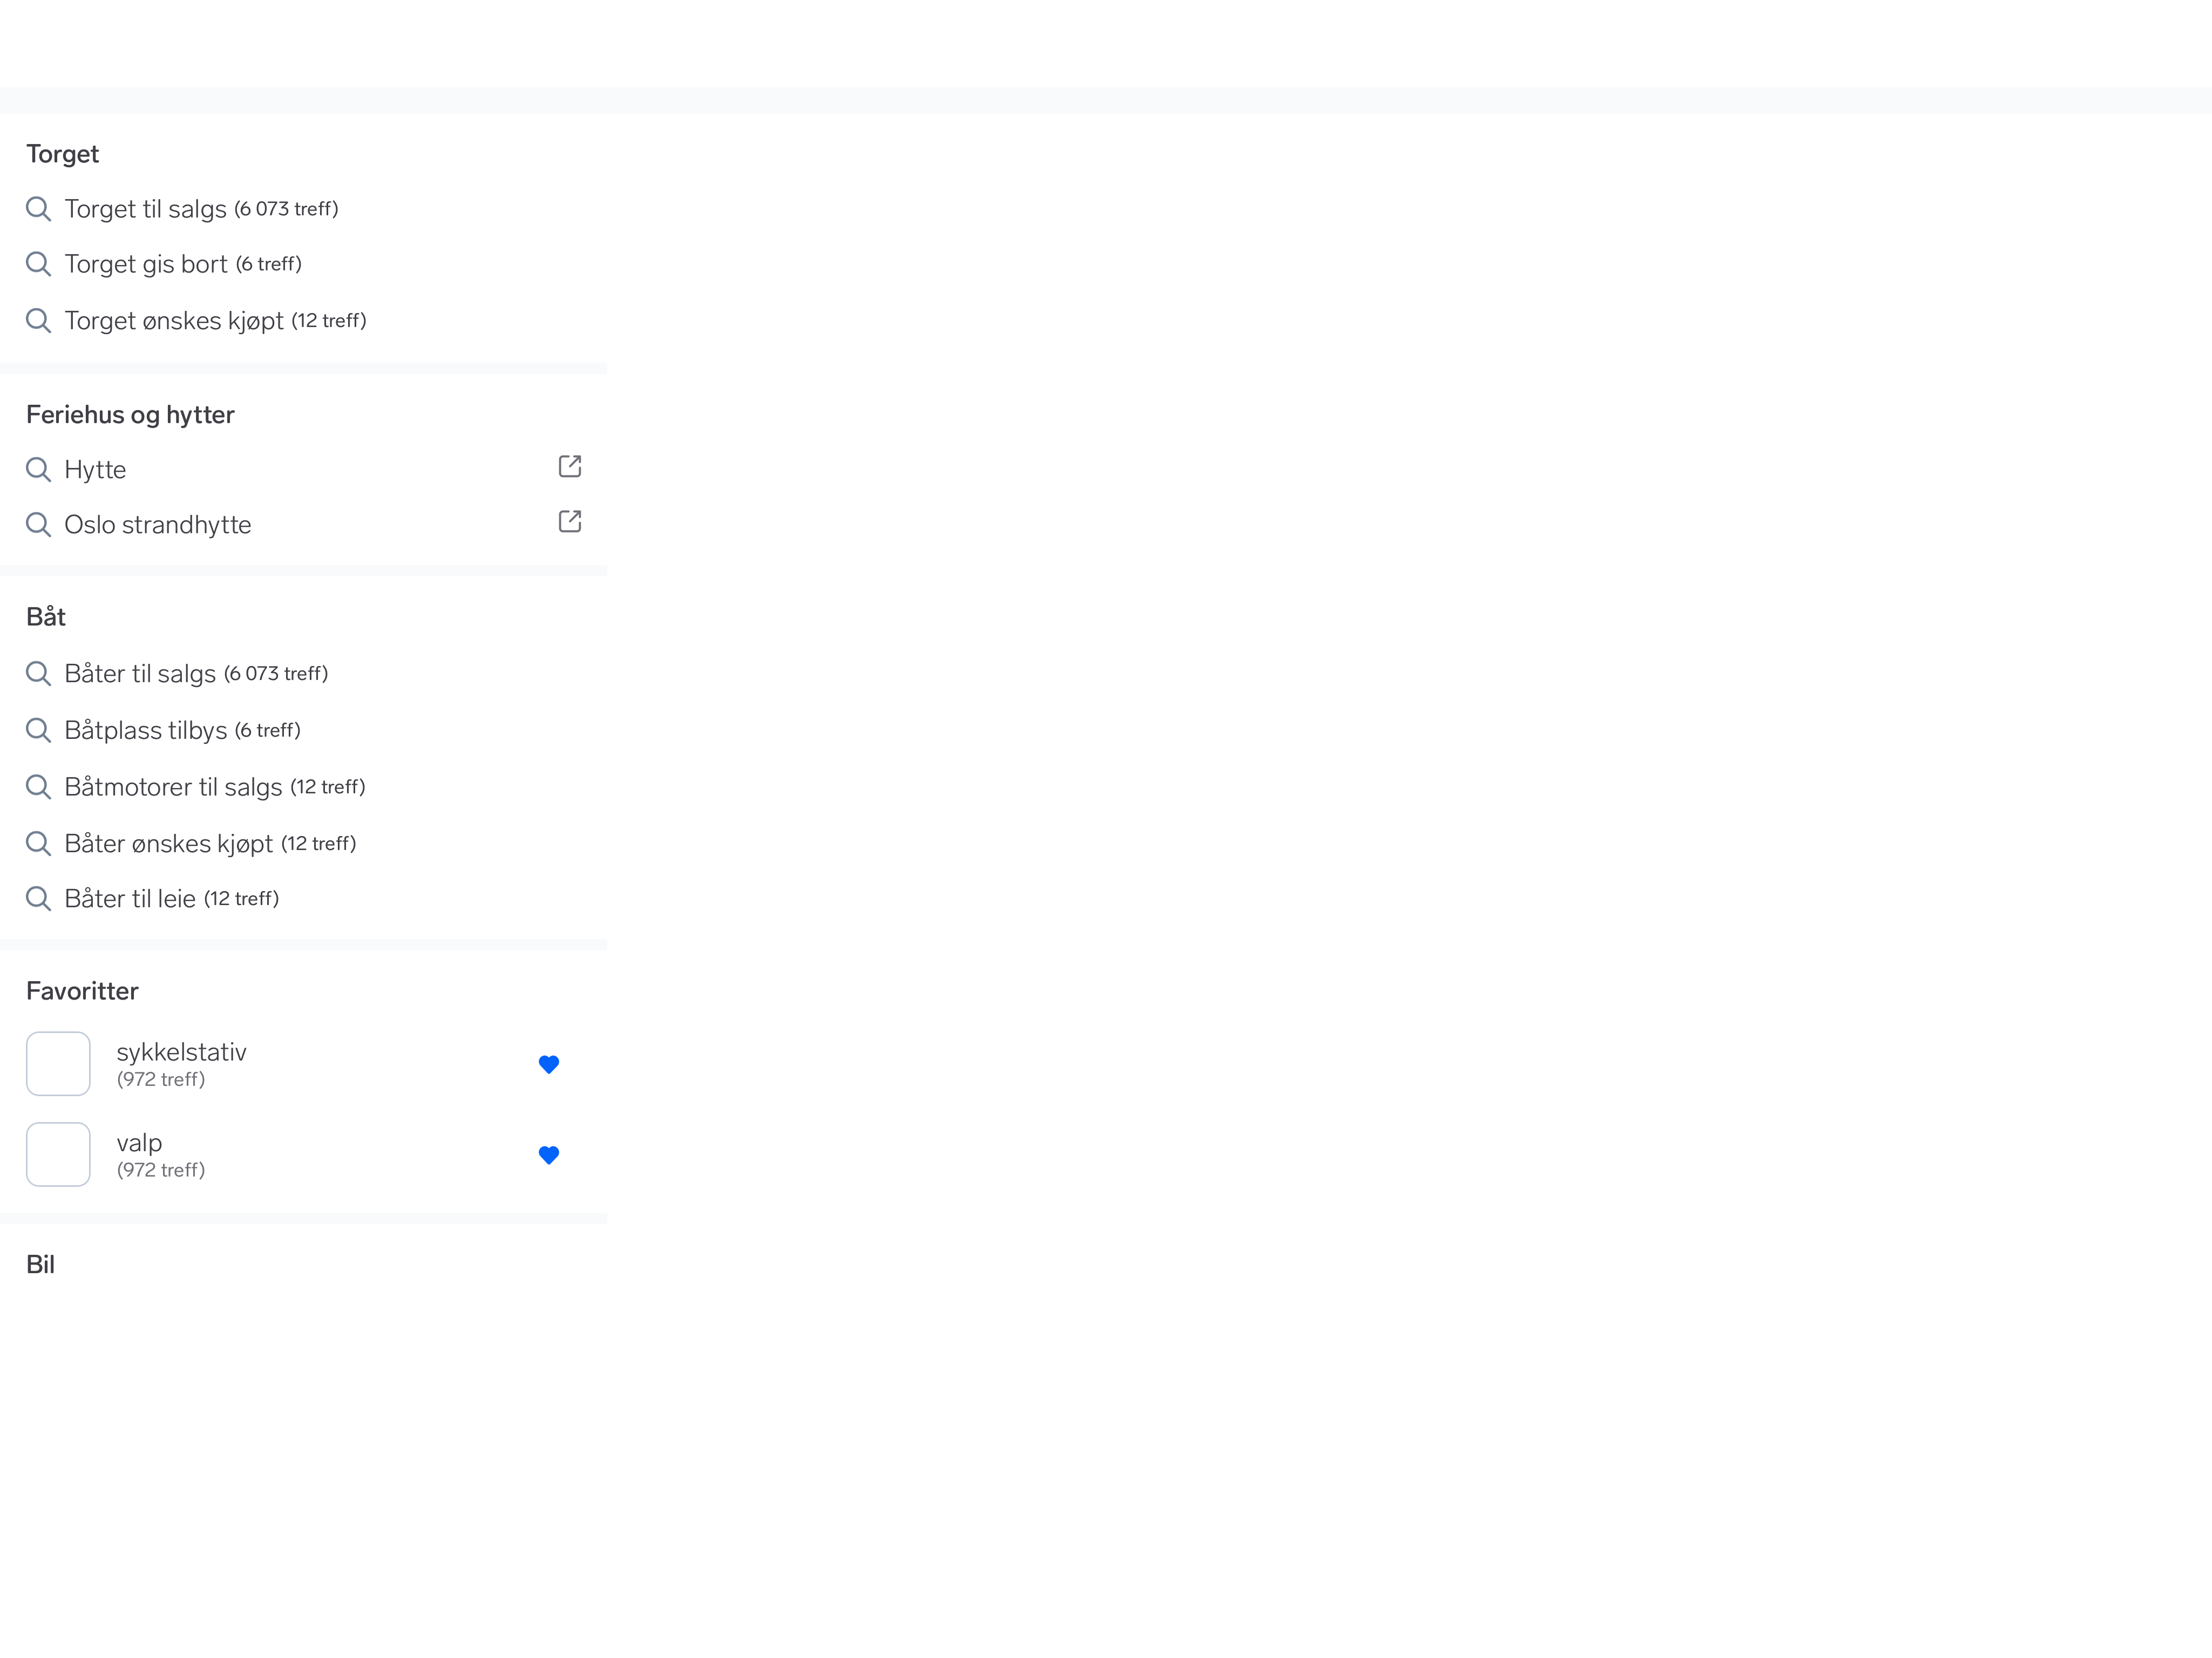 Torget
Torget til salgs (6 073 treff)
Torget gis bort (6 treff)
Torget ønskes kjøpt (12 treff)
Feriehus og hytter
Hytte
Oslo strandhytte
Båt
Båter til salgs (6 073 treff)
Båtplass tilbys (6 treff)
Båtmotorer til salgs (12 treff)
Båter ønskes kjøpt (12 treff)
Båter til leie (12 treff)
Favoritter
sykkelstativ
(972 treff)
valp
(972 treff)
Bil